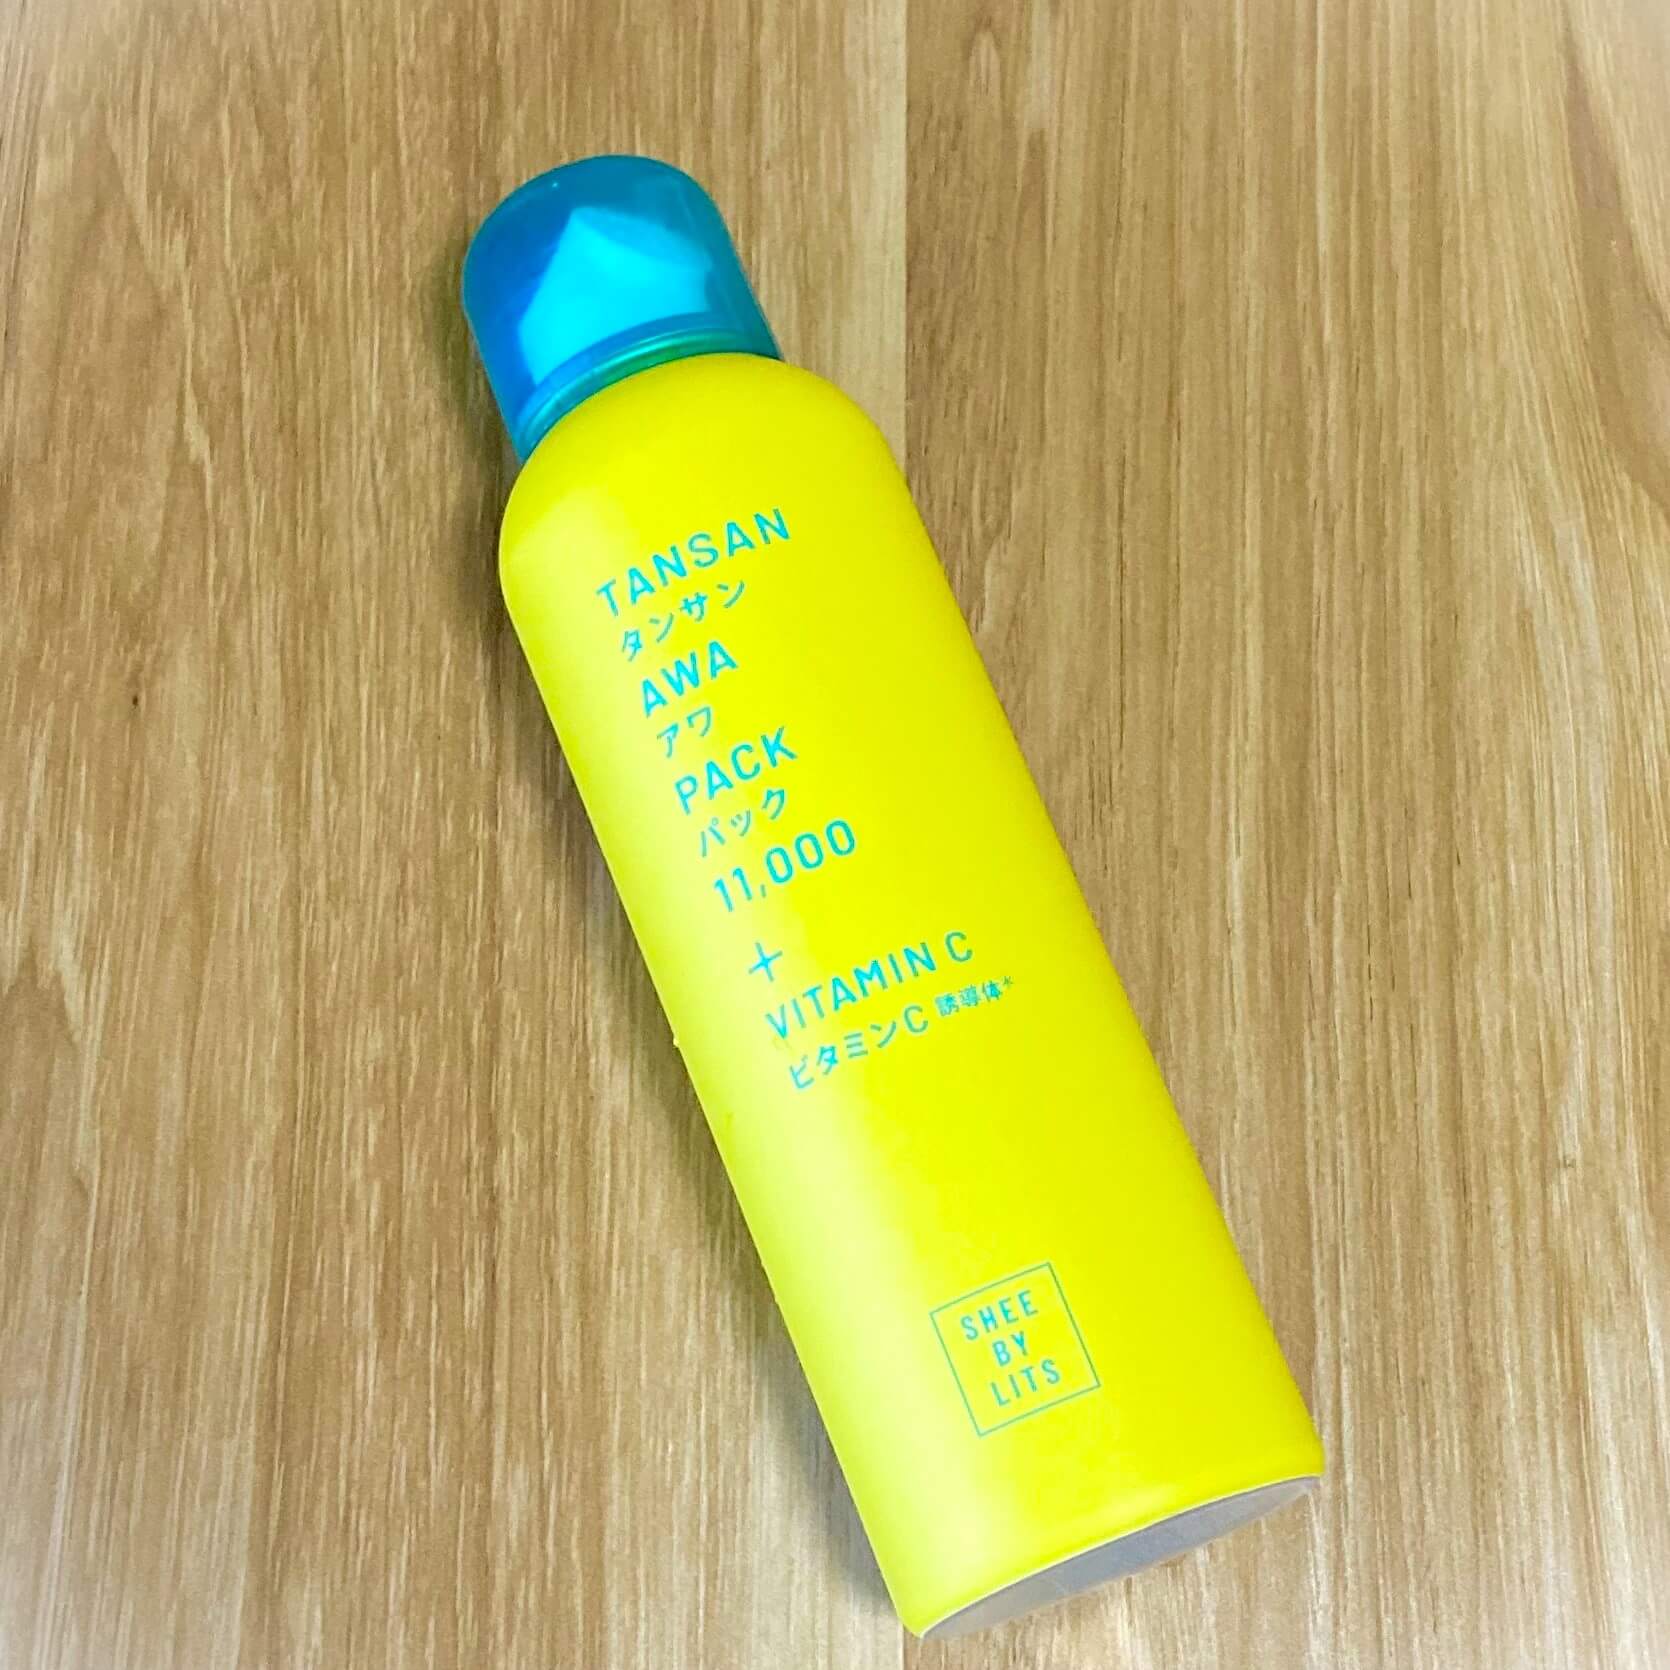 TANSAN
タンサン
AWA
アワ
PACK
パック
11,000
+
VITAMIN C
ビタミンC 誘導体*
SHEE
BY
LITS